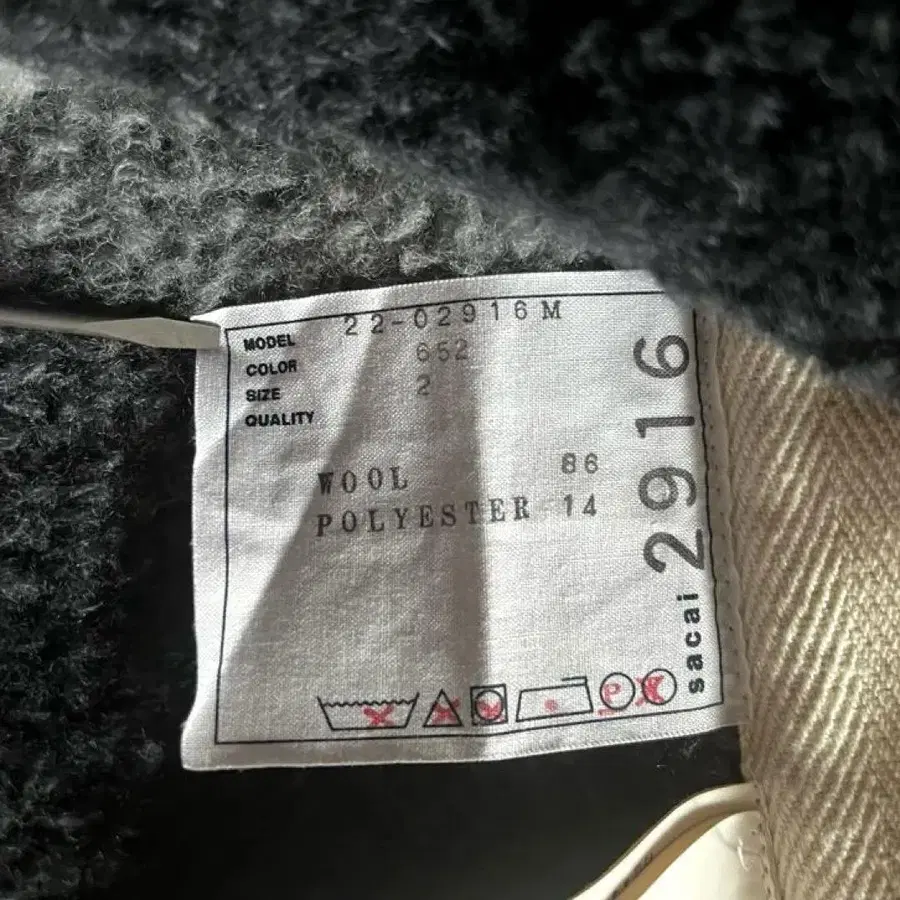 MODEL 22-02916M
COLOR 652
SIZE 2
QUALITY
WOOL 86
POLYESTER 14
sacai 2916
P